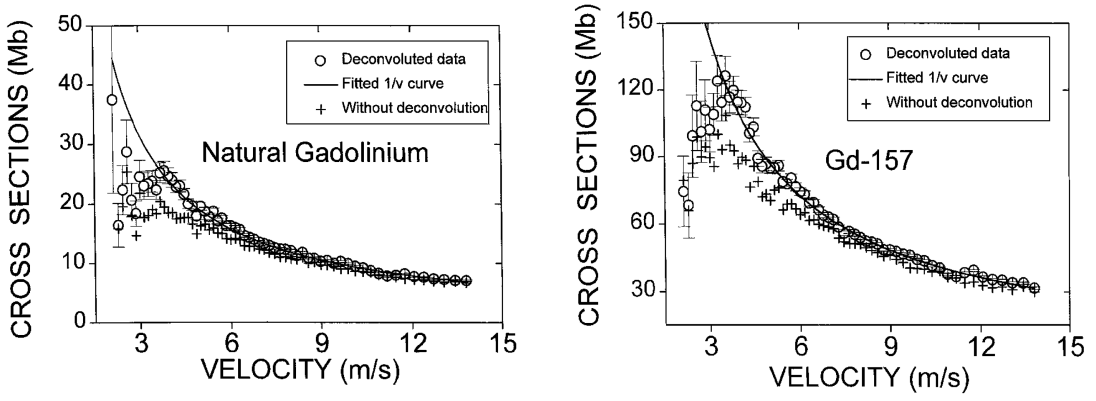 CROSS SECTIONS (Mb)
50
40
30
20
10
0
Deconvoluted data
Fitted 1/v curve
Without deconvolution
Natural Gadolinium
3 6 9 12 15
VELOCITY (m/s)
CROSS SECTIONS (Mb)
150
120
90
60
30
Deconvoluted data
Fitted 1/v curve
Without deconvolution
Gd-157
3 6 9 12 15
VELOCITY (m/s)